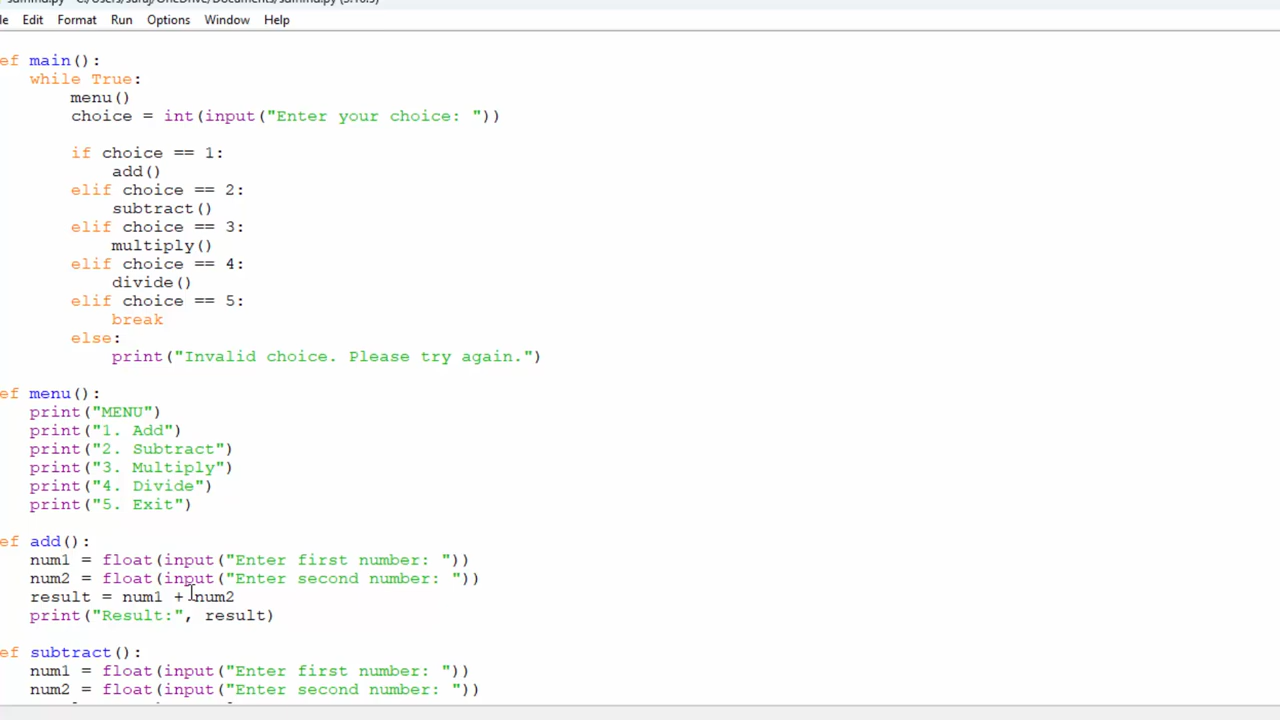 le Edit Format Run Options Window Help
ef main():
    while True:
        menu()
        choice = int(input("Enter your choice: "))
        if choice == 1:
            add()
        elif choice == 2:
            subtract()
        elif choice == 3:
            multiply()
        elif choice == 4:
            divide()
        elif choice == 5:
            break
        else:
            print("Invalid choice. Please try again.")
ef menu():
    print("MENU")
    print("1. Add")
    print("2. Subtract")
    print("3. Multiply")
    print("4. Divide")
    print("5. Exit")
ef add():
    num1 = float(input("Enter first number: "))
    num2 = float(input("Enter second number: "))
    result = num1 + num2
    print("Result:", result)
ef subtract():
    num1 = float(input("Enter first number: "))
    num2 = float(input("Enter second number: "))